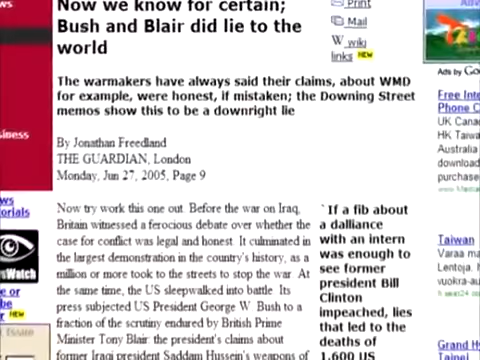 Now we know for certain;
Bush and Blair did lie to the
world
The warmakers have always said their claims, about WMD
for example, were honest, if mistaken; the Downing Street
memos show this to be a downright lie
By Jonathan Freedland
THE GUARDIAN, London
Monday, Jun 27, 2005, Page 9
Now try work this one out. Before the war on Iraq,
Britain witnessed a ferocious debate over whether the
case for conflict was legal and honest. It culminated in
the largest demonstration in the country's history, as a
million or more took to the streets to stop the war. At
the same time, the US sleepwalked into battle. Its
press subjected US President George W Bush to a
fraction of the scrutiny endured by British Prime
Minister Tony Blair: the president's claims about
former Iraqi president Saddam Hussein's weapons of
`If a fib about
a dalliance
with an intern
was enough to
see former
president Bill
Clinton
impeached, lies
that led to the
deaths of
1,600 US
Print
Mail
W wiki
links NEW
ws
siness
ws
orials
sWatch
e or
be
NEW
fissure
Ads by Go
Free Inte
Phone C
UK Cana
HK Taiwa
Australia
download
purchase
Taiwan
Varaa m
Lentoja, h
vuokra-au
Grand Hy
Taipei